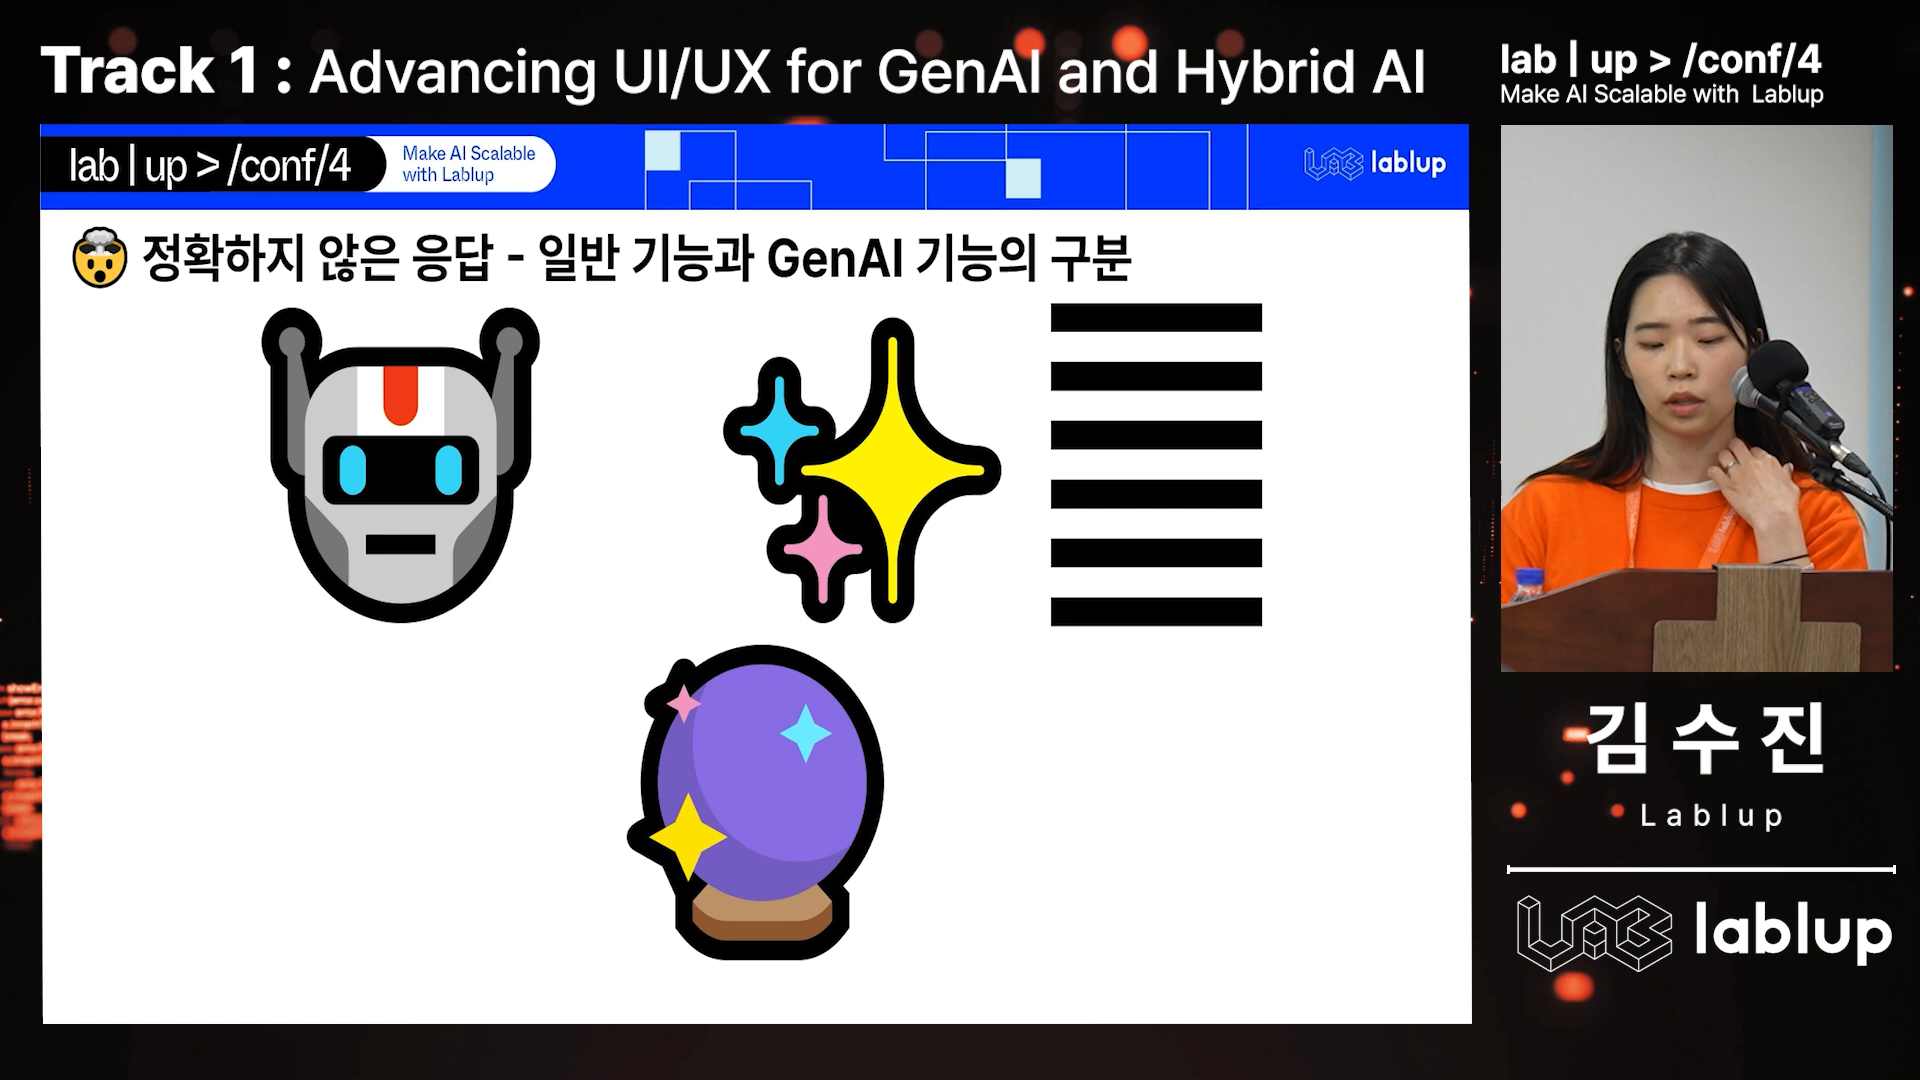 Track 1 : Advancing UI/UX for GenAI and Hybrid AI
lab | up > /conf/4
Make AI Scalable with Lablup
lab | up > /conf/4
Make AI Scalable
with Lablup
lablup
🤯 정확하지 않은 응답 - 일반 기능과 GenAI 기능의 구분
김수진
Lablup
lablup